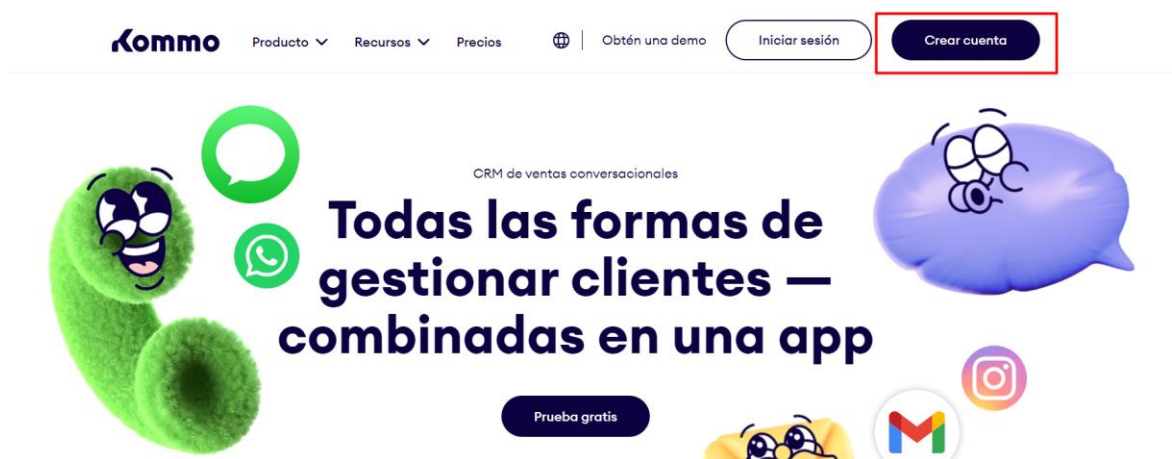 Kommo
Producto
Recursos
Precios
Obtén una demo
Iniciar sesión
Crear cuenta
CRM de ventas conversacionales
Todas las formas de
gestionar clientes —
combinadas en una app
Prueba gratis